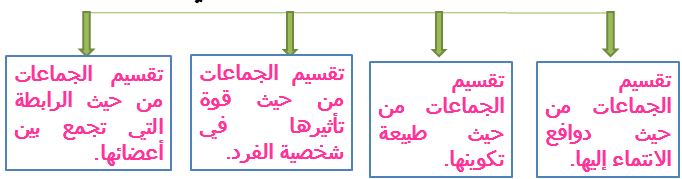 تقسيم
الجماعات من
حيث دوافع
الانتماء إليها.
تقسيم
الجماعات من
حيث طبيعة
تكوينها.
تقسيم الجماعات
من حيث قوة
تأثيرها في
شخصية الفرد.
تقسيم الجماعات
من حيث الرابطة
التى تجمع بين
أعضائها.